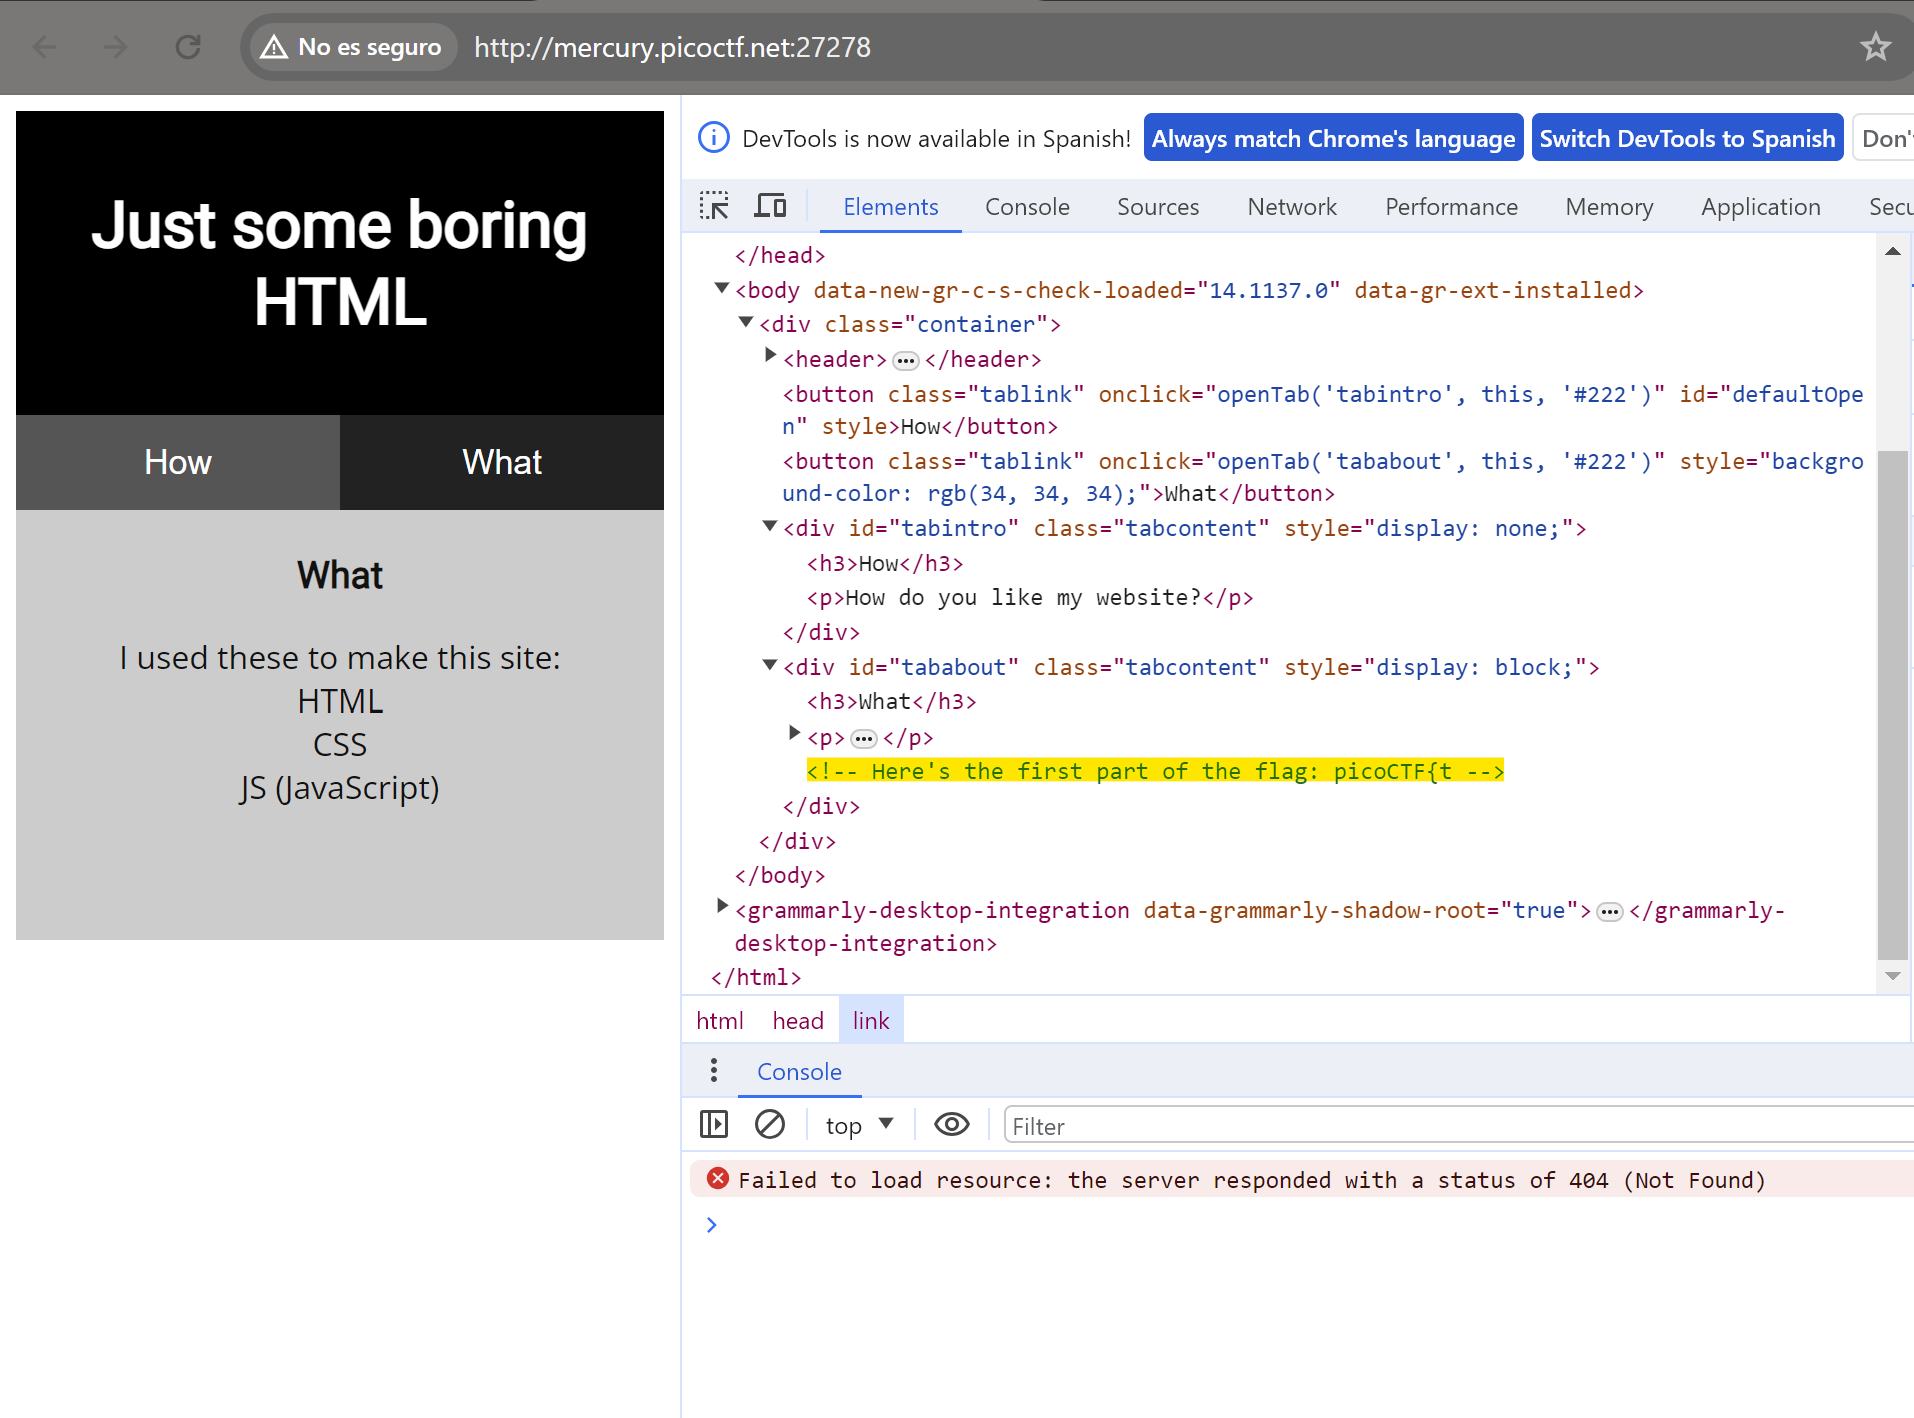 No es seguro http://mercury.picoctf.net:27278
Just some boring
HTML
How What
What
I used these to make this site:
HTML
CSS
JS (JavaScript)
DevTools is now available in Spanish! Always match Chrome's language Switch DevTools to Spanish Don'
Elements Console Sources Network Performance Memory Application Secu
</head>
<body data-new-gr-c-s-check-loaded="14.1137.0" data-gr-ext-installed>
<div class="container">
<header>…</header>
<button class="tablink" onclick="openTab('tabintro', this, '#222')" id="defaultOpe
n" style>How</button>
<button class="tablink" onclick="openTab('tababout', this, '#222')" style="backgro
und-color: rgb(34, 34, 34);">What</button>
<div id="tabintro" class="tabcontent" style="display: none;">
<h3>How</h3>
<p>How do you like my website?</p>
</div>
<div id="tababout" class="tabcontent" style="display: block;">
<h3>What</h3>
<p>…</p>
<!-- Here's the first part of the flag: picoCTF{t -->
</div>
</div>
</body>
<grammarly-desktop-integration data-grammarly-shadow-root="true">…</grammarly-
desktop-integration>
</html>
html head link
Console
top Filter
Failed to load resource: the server responded with a status of 404 (Not Found)